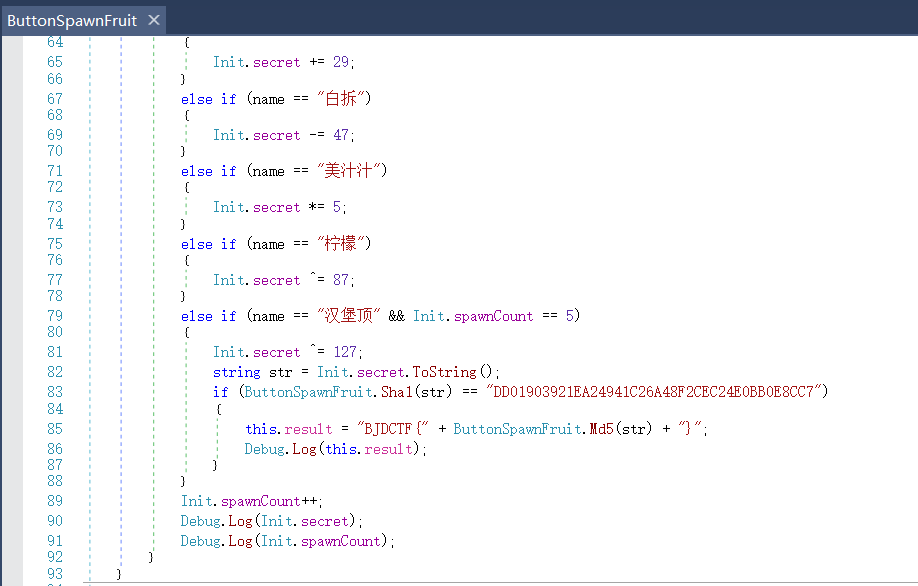 ButtonSpawnFruit ✕
64 {
65 Init.secret += 29;
66 }
67 else if (name == "白拆")
68 {
69 Init.secret -= 47;
70 }
71 else if (name == "美汁汁")
72 {
73 Init.secret *= 5;
74 }
75 else if (name == "柠檬")
76 {
77 Init.secret ^= 87;
78 }
79 else if (name == "汉堡顶" && Init.spawnCount == 5)
80 {
81 Init.secret ^= 127;
82 string str = Init.secret.ToString();
83 if (ButtonSpawnFruit.Sha1(str) == "DD01903921EA24941C26A48F2CEC24E0BB0E8CC7")
84 {
85 this.result = "BJDCTF{" + ButtonSpawnFruit.Md5(str) + "}";
86 Debug.Log(this.result);
87 }
88 }
89 Init.spawnCount++;
90 Debug.Log(Init.secret);
91 Debug.Log(Init.spawnCount);
92 }
93 }